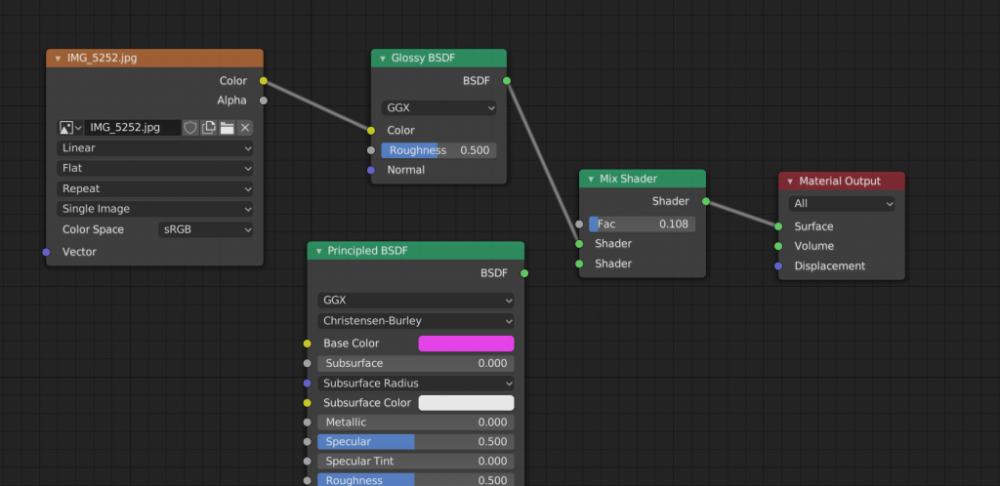 IMG_5252.jpg
Color
Alpha
IMG_5252.jpg
Linear
Flat
Repeat
Single Image
Color Space sRGB
Vector
Glossy BSDF
BSDF
GGX
Color
Roughness 0.500
Normal
Principled BSDF
BSDF
GGX
Christensen-Burley
Base Color
Subsurface 0.000
Subsurface Radius
Subsurface Color
Metallic 0.000
Specular 0.500
Specular Tint 0.000
Roughness 0.500
Mix Shader
Shader
Fac 0.108
Shader
Shader
Material Output
All
Surface
Volume
Displacement